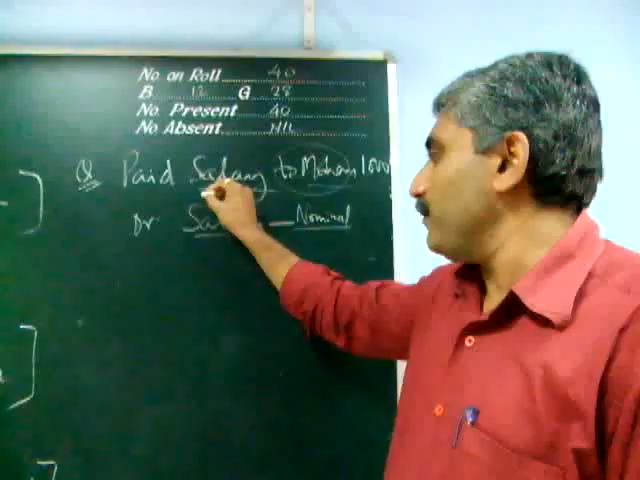 No on Roll 40
B 12 G 28
No. Present 40
No Absent NIL
Q Paid Salary to Mohan 1000
Dr Nominal